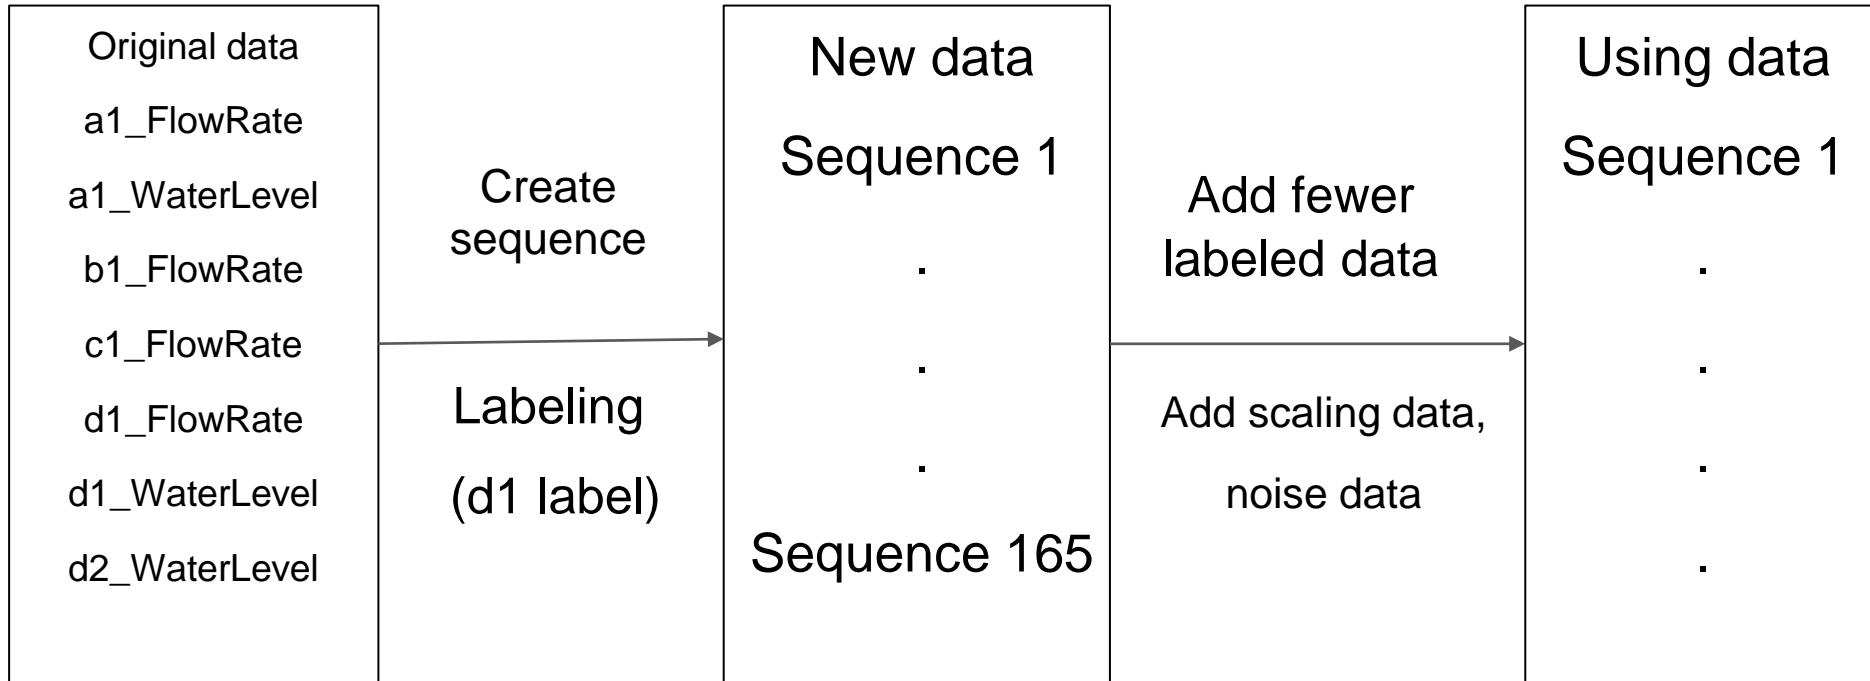 Original data
a1_FlowRate
a1_WaterLevel
b1_FlowRate
c1_FlowRate
d1_FlowRate
d1_WaterLevel
d2_WaterLevel
Create
sequence
Labeling
(d1 label)
New data
Sequence 1
.
.
.
Sequence 165
Add fewer
labeled data
Add scaling data,
noise data
Using data
Sequence 1
.
.
.
.